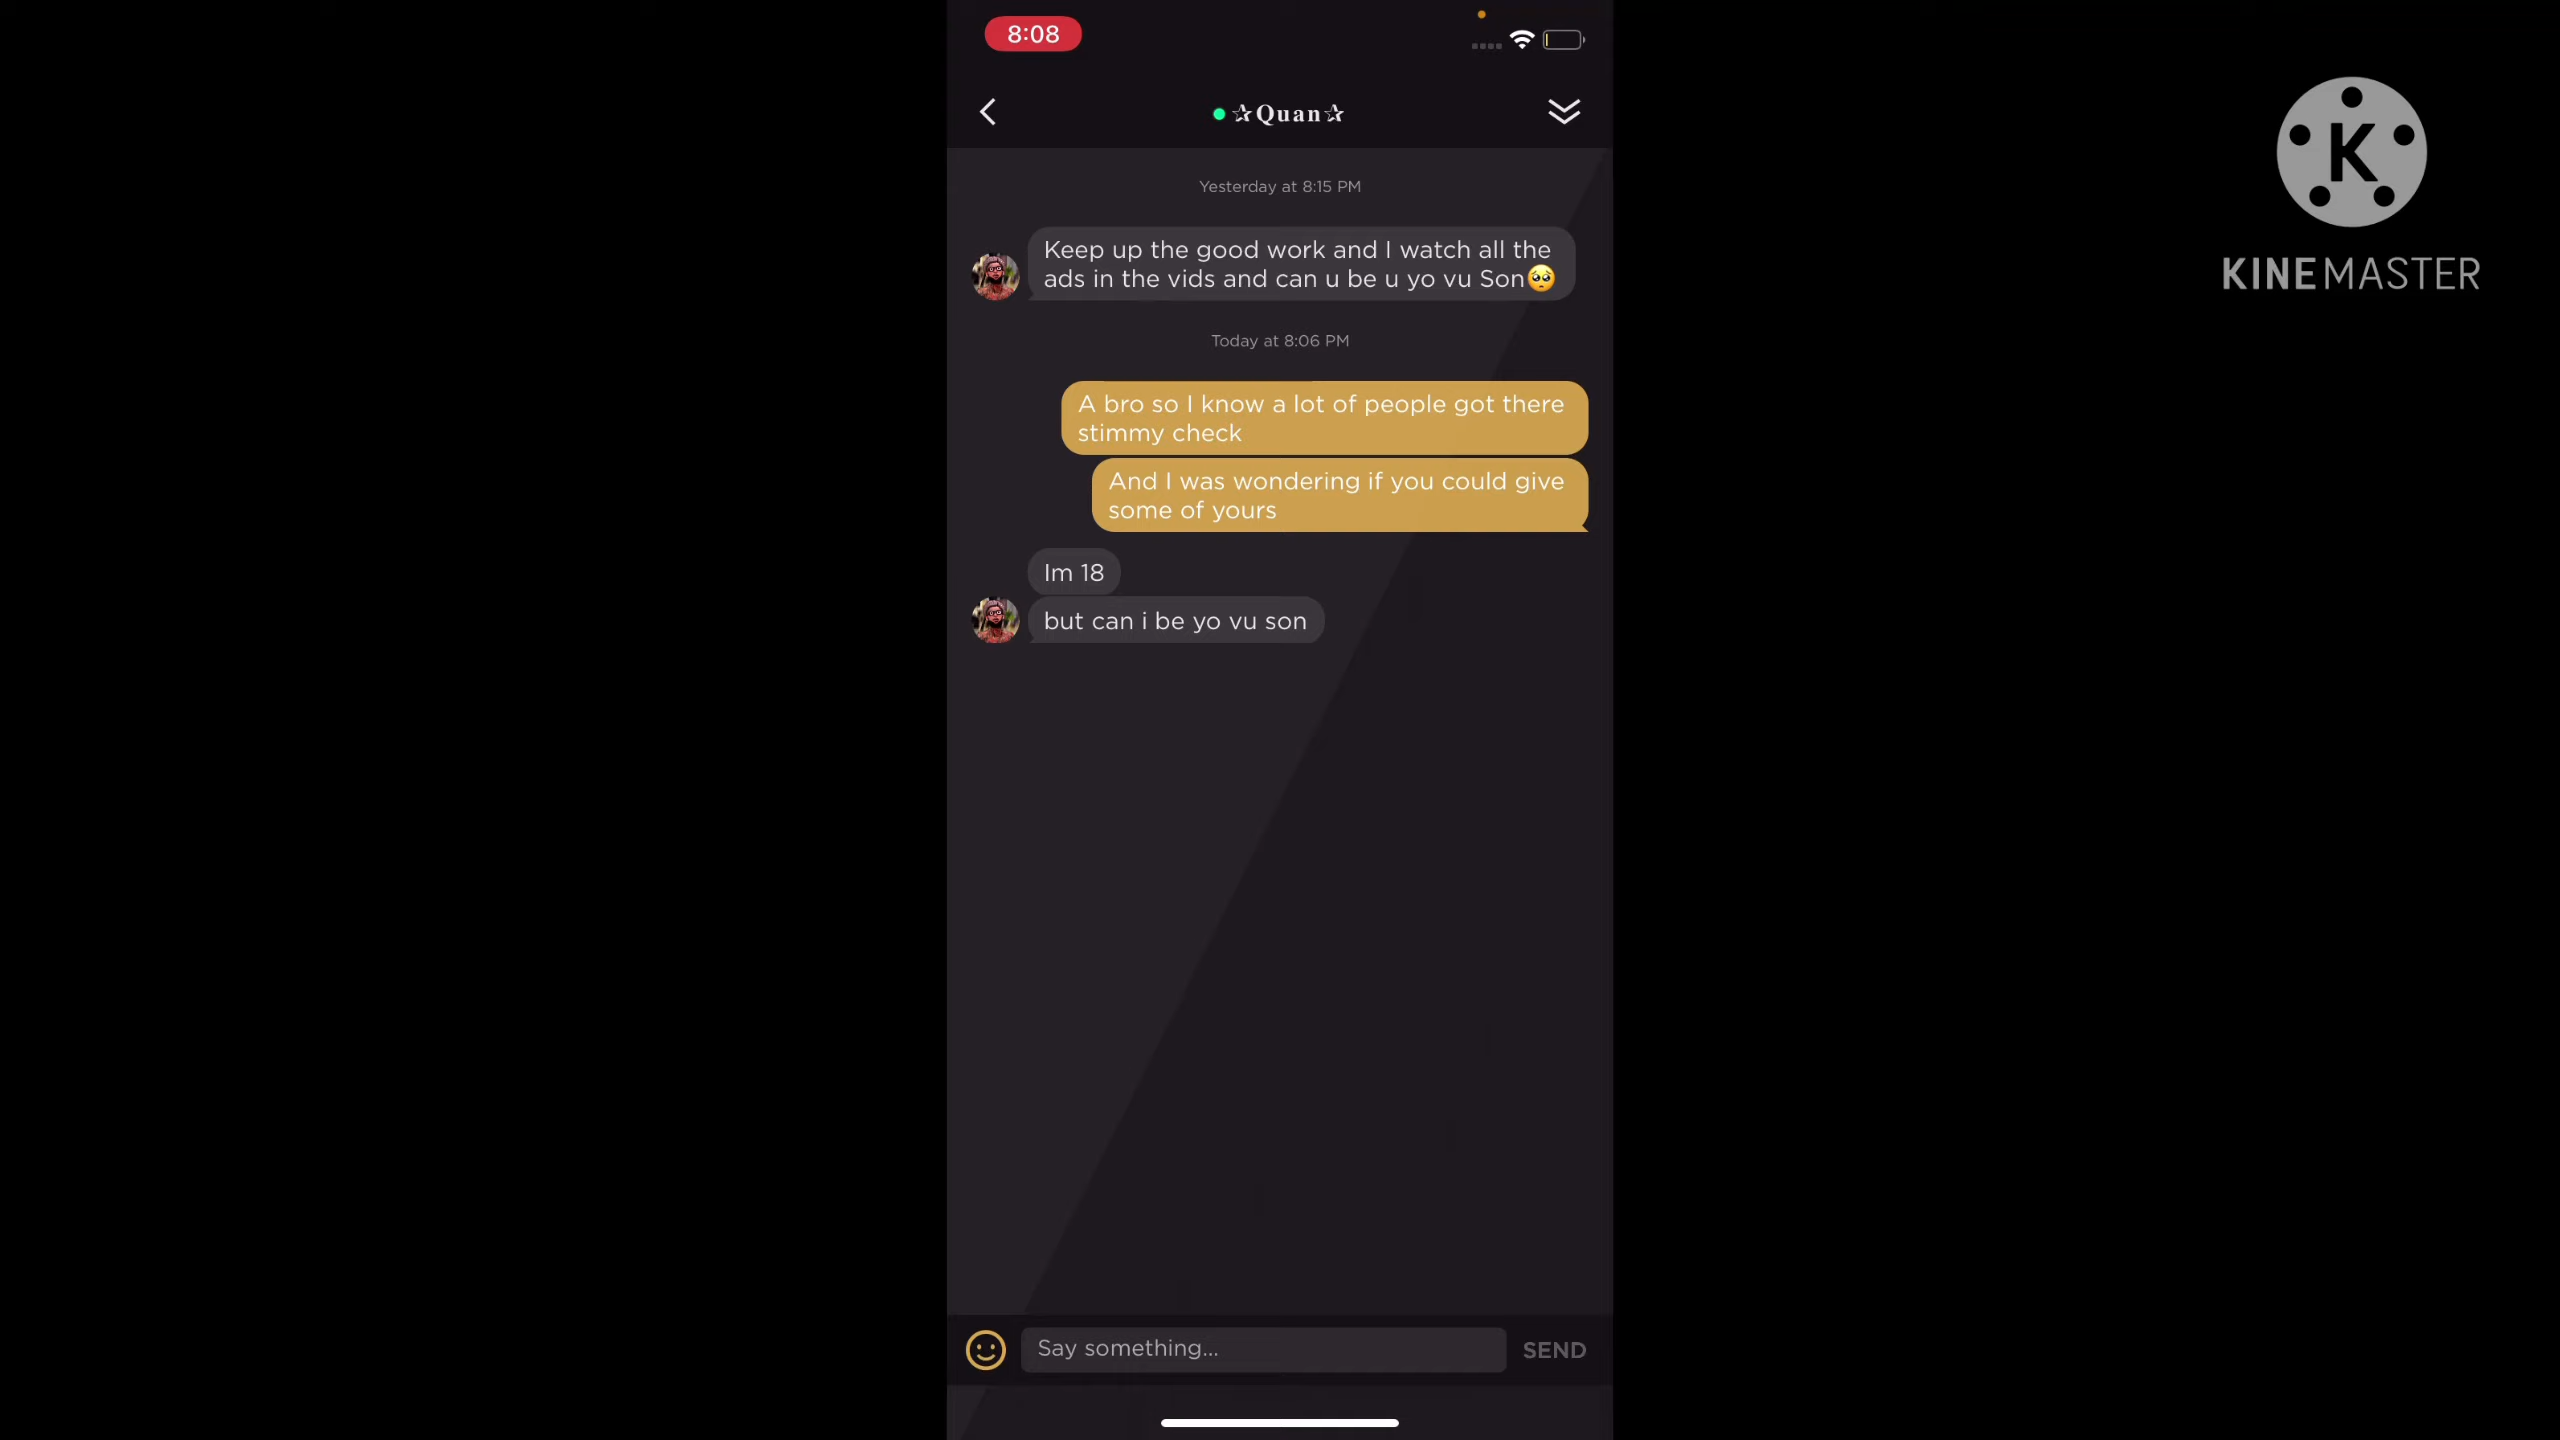 8:08
✰Quan✰
K
KINEMASTER
Yesterday at 8:15 PM
Keep up the good work and I watch all the
ads in the vids and can u be u yo vu Son🥺
Today at 8:06 PM
A bro so I know a lot of people got there
stimmy check
And I was wondering if you could give
some of yours
Im 18
but can i be yo vu son
Say something...
SEND